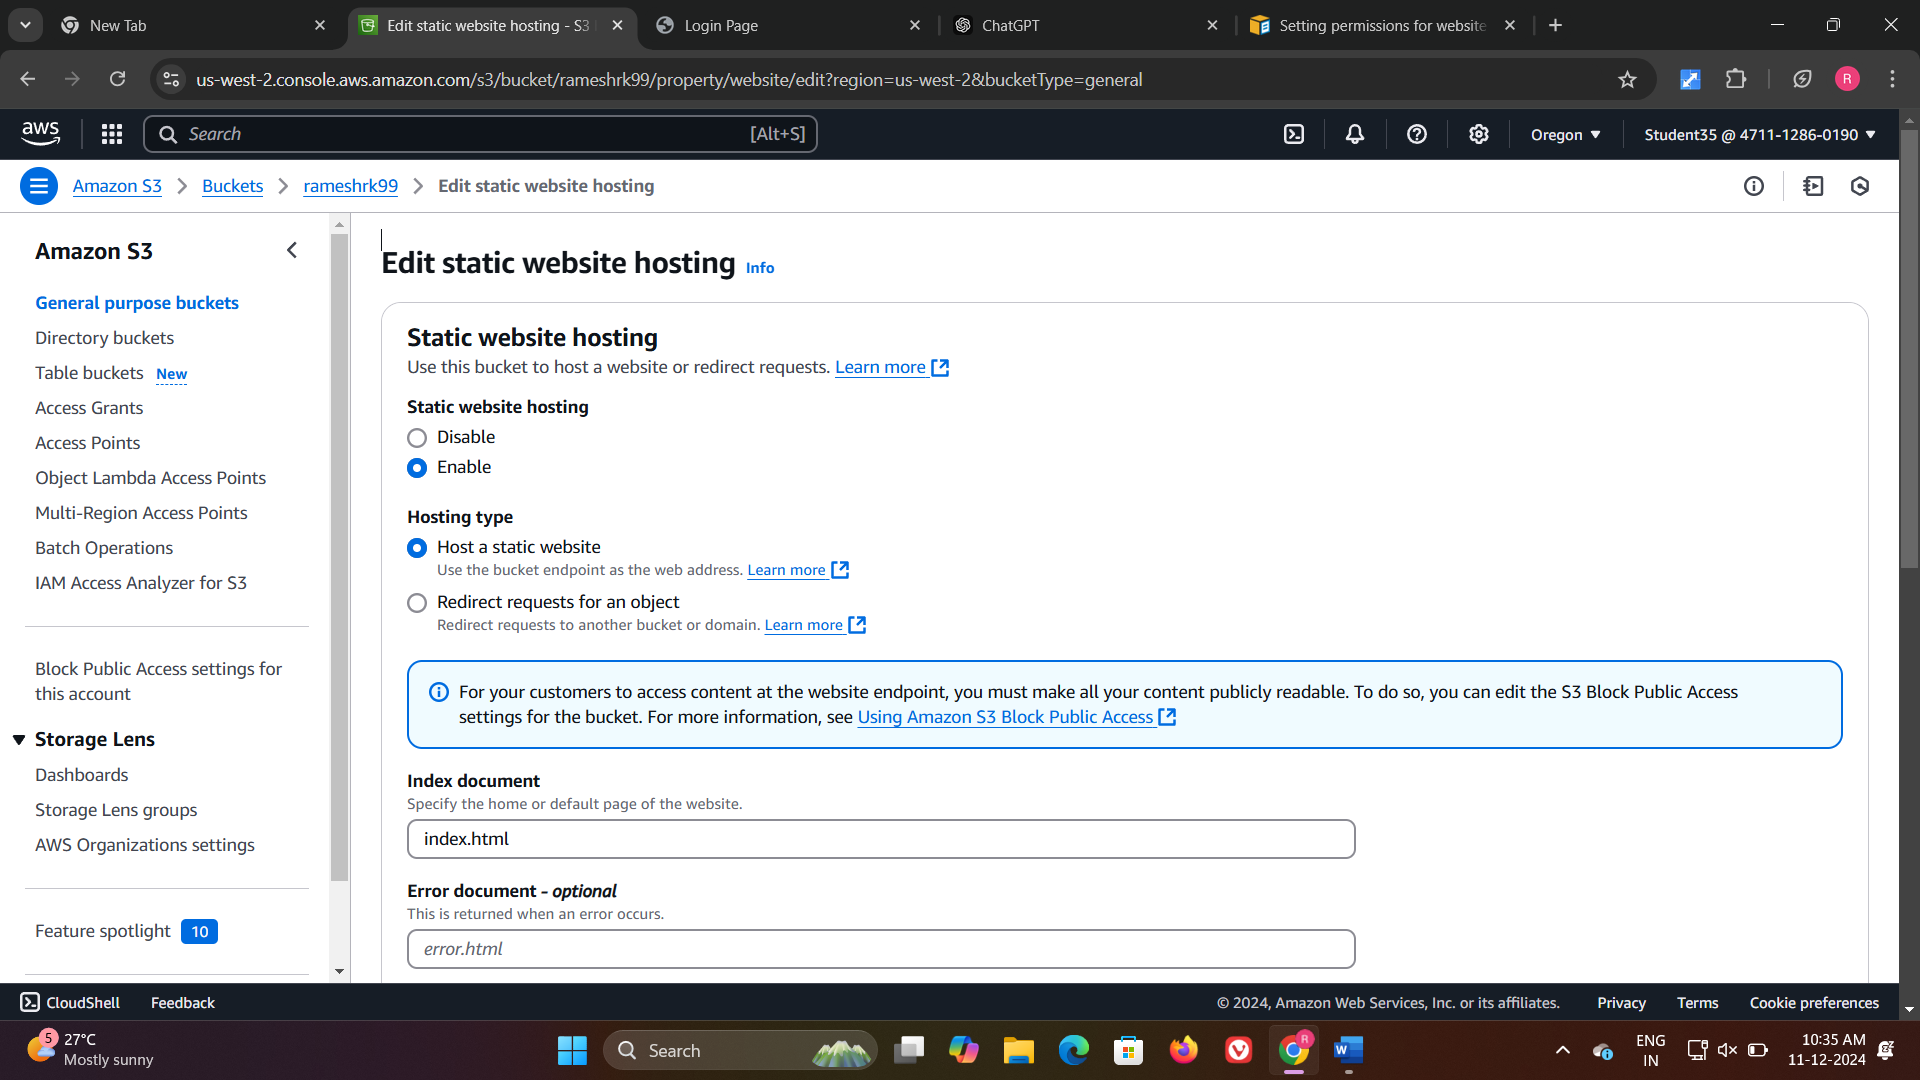 New Tab
Edit static website hosting - S3
Login Page
ChatGPT
Setting permissions for website
us-west-2.console.aws.amazon.com/s3/bucket/rameshrk99/property/website/edit?region=us-west-2&bucketType=general
R
aws
Search
[Alt+S]
Oregon
Student35 @ 4711-1286-0190
Amazon S3
Buckets
rameshrk99
Edit static website hosting
Amazon S3
General purpose buckets
Directory buckets
Table buckets New
Access Grants
Access Points
Object Lambda Access Points
Multi-Region Access Points
Batch Operations
IAM Access Analyzer for S3
Block Public Access settings for
this account
Storage Lens
Dashboards
Storage Lens groups
AWS Organizations settings
Feature spotlight 10
Edit static website hosting Info
Static website hosting
Use this bucket to host a website or redirect requests. Learn more
Static website hosting
Disable
Enable
Hosting type
Host a static website
Use the bucket endpoint as the web address. Learn more
Redirect requests for an object
Redirect requests to another bucket or domain. Learn more
For your customers to access content at the website endpoint, you must make all your content publicly readable. To do so, you can edit the S3 Block Public Access
settings for the bucket. For more information, see Using Amazon S3 Block Public Access
Index document
Specify the home or default page of the website.
index.html
Error document - optional
This is returned when an error occurs.
error.html
CloudShell
Feedback
© 2024, Amazon Web Services, Inc. or its affiliates.
Privacy
Terms
Cookie preferences
5
27°C
Mostly sunny
Search
R
W
ENG
IN
10:35 AM
11-12-2024